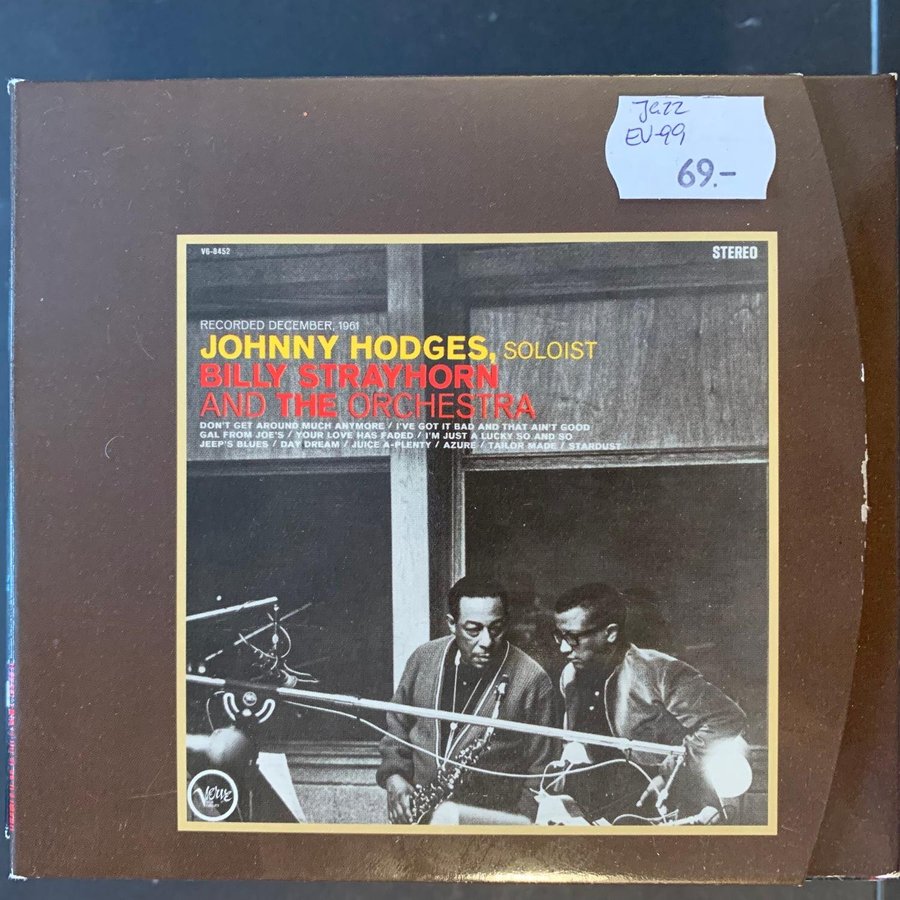 Jazz
EU-99
69.-
V6-8452
STEREO
RECORDED DECEMBER, 1961
JOHNNY HODGES, SOLOIST
BILLY STRAYHORN
AND THE ORCHESTRA
DON'T GET AROUND MUCH ANYMORE / I'VE GOT IT BAD AND THAT AIN'T GOOD
GAL FROM JOE'S / YOUR LOVE HAS FADED / I'M JUST A LUCKY SO AND SO
JEEP'S BLUES / DAY DREAM / JUICE A-PLENTY / AZURE / TAILOR MADE / STARDUST
Verve